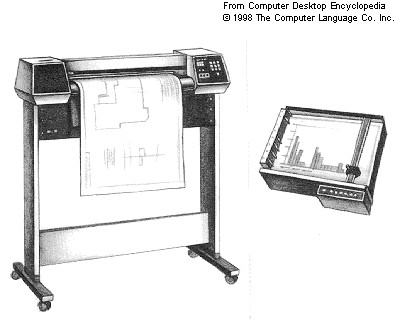 From Computer Desktop Encyclopedia
© 1998 The Computer Language Co. Inc.